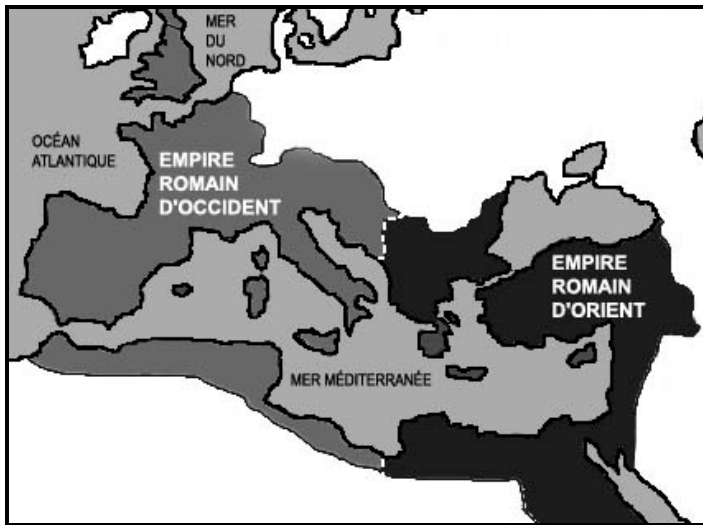 MER
DU
NORD
OCÉAN
ATLANTIQUE
EMPIRE
ROMAIN
D'OCCIDENT
EMPIRE
ROMAIN
D'ORIENT
MER MÉDITERRANÉE